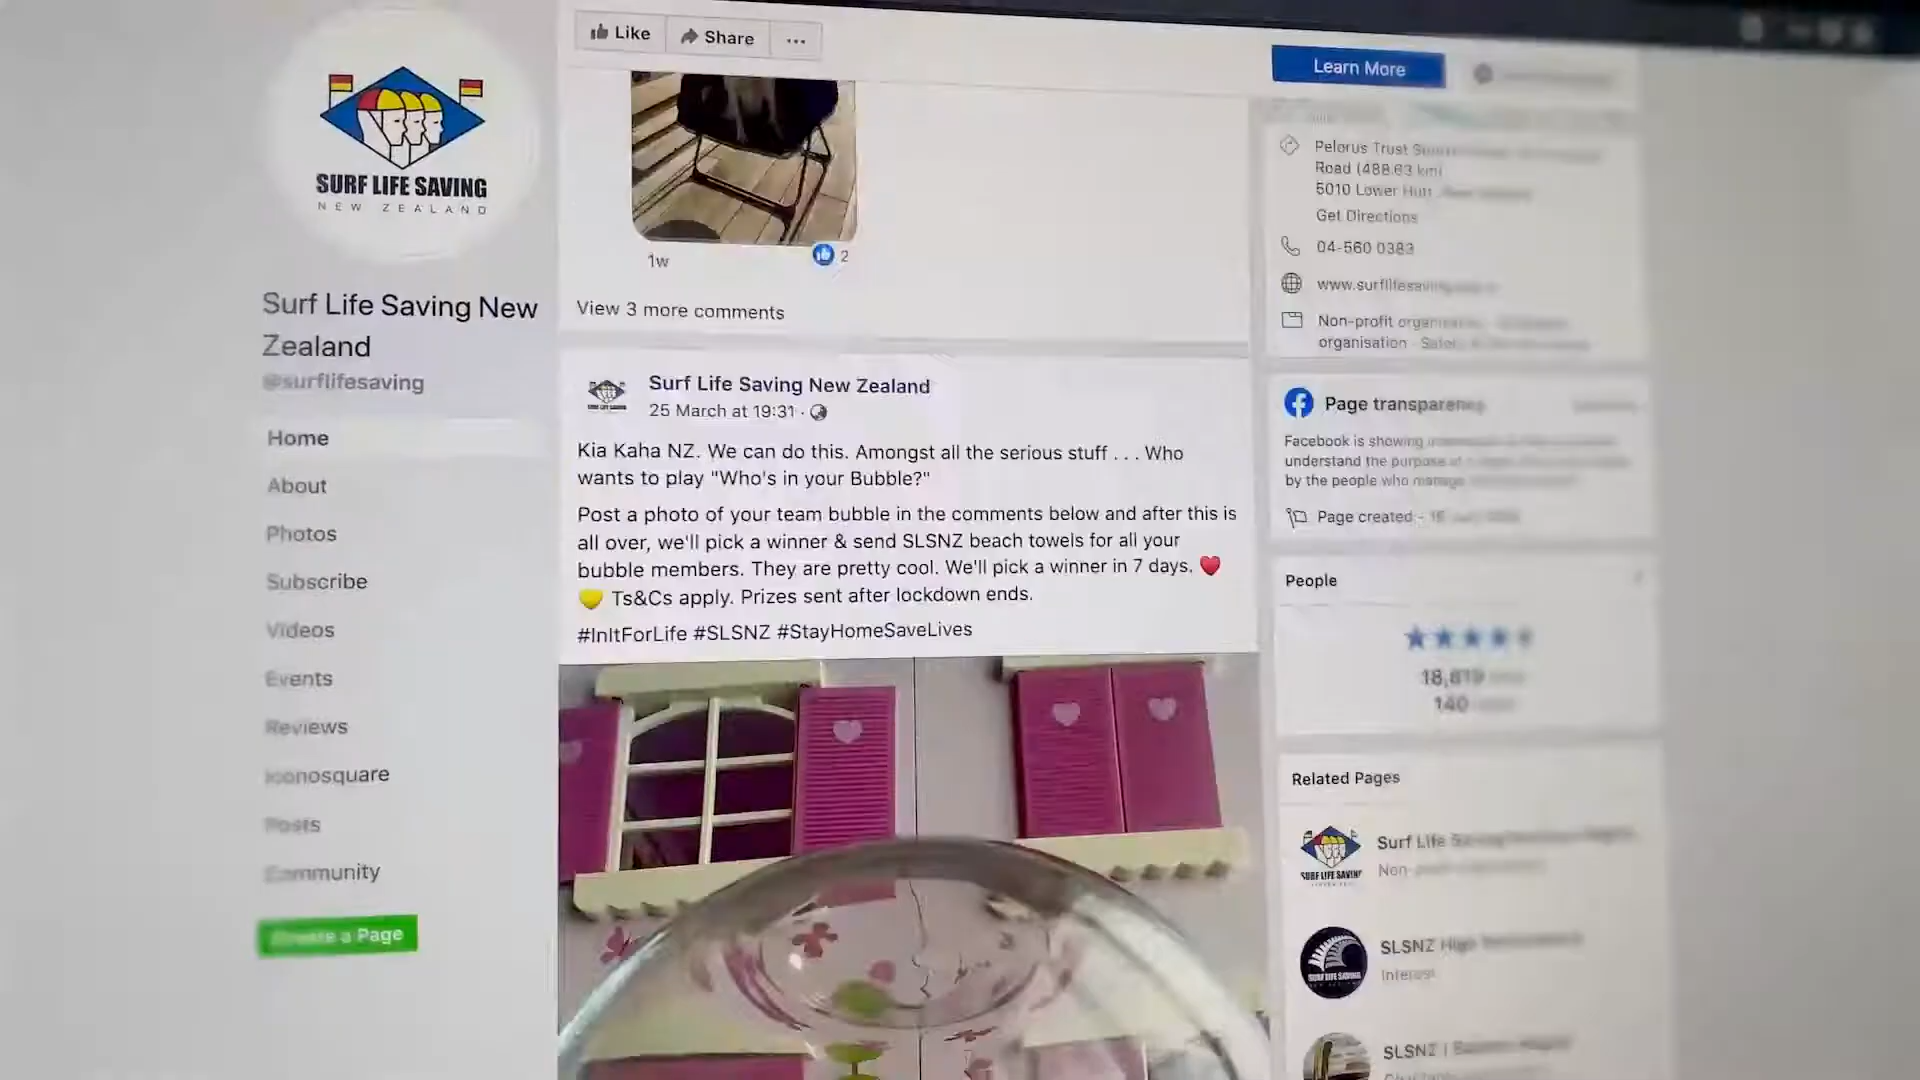 SURF LIFE SAVING
NEW ZEALAND
Surf Life Saving New
Zealand
@surflifesaving
Home
About
Photos
Subscribe
Videos
Events
Reviews
Iconosquare
Posts
Community
Create a Page
Like
Share
...
1w
2
View 3 more comments
Surf Life Saving New Zealand
25 March at 19:31 ·
Kia Kaha NZ. We can do this. Amongst all the serious stuff . . . Who
wants to play "Who's in your Bubble?"
Post a photo of your team bubble in the comments below and after this is
all over, we'll pick a winner & send SLSNZ beach towels for all your
bubble members. They are pretty cool. We'll pick a winner in 7 days. ❤️
💛 Ts&Cs apply. Prizes sent after lockdown ends.
#InItForLife #SLSNZ #StayHomeSaveLives
Learn More
Pelorus Trust
Road (488.63 km)
5010 Lower Hutt
Get Directions
04-560 0383
www.surflifesaving
Non-profit organisation
organisation
Page transparency
Facebook is showing
understand the purpose of
by the people who manage
Page created -
People
18,819
140
Related Pages
Surf Life
SURF LIFE SAVING
SLSNZ High
SURF LIFE SAVING
Interest
SLSNZ |